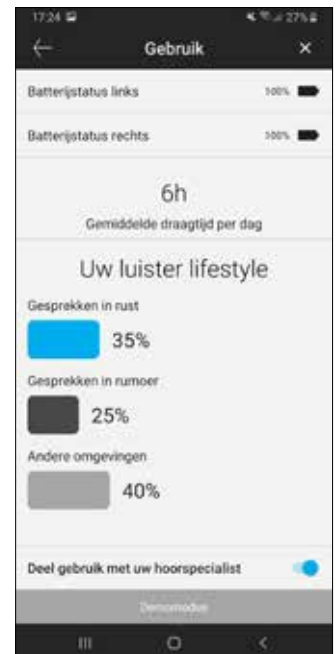 17:24 27%
Gebruik
Batterijstatus links 100%
Batterijstatus rechts 100%
6h
Gemiddelde draagtijd per dag
Uw luister lifestyle
Gesprekken in rust
35%
Gesprekken in rumoer
25%
Andere omgevingen
40%
Deel gebruik met uw hoorspecialist
Demomodus